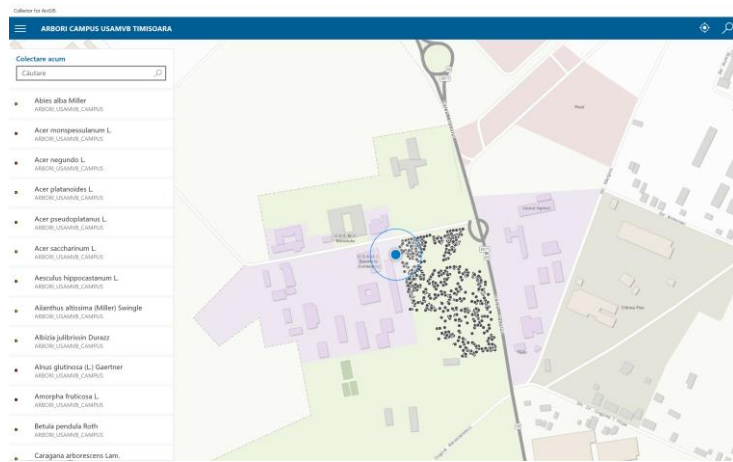 Collector for ArcGIS
ARBORI CAMPUS USAMVB TIMISOARA
Colectare acum
Căutare
Abies alba Miller
ARBORI_USAMVB_CAMPUS
Acer monspessulanum L.
ARBORI_USAMVB_CAMPUS
Acer negundo L.
ARBORI_USAMVB_CAMPUS
Acer platanoides L.
ARBORI_USAMVB_CAMPUS
Acer pseudoplatanus L.
ARBORI_USAMVB_CAMPUS
Acer saccharinum L.
ARBORI_USAMVB_CAMPUS
Aesculus hippocastanum L.
ARBORI_USAMVB_CAMPUS
Ailanthus altissima (Miller) Swingle
ARBORI_USAMVB_CAMPUS
Albizia julibrissin Durazz
ARBORI_USAMVB_CAMPUS
Alnus glutinosa (L.) Gaertner
ARBORI_USAMVB_CAMPUS
Amorpha fruticosa L.
ARBORI_USAMVB_CAMPUS
Betula pendula Roth
ARBORI_USAMVB_CAMPUS
Caragana arborescens Lam.